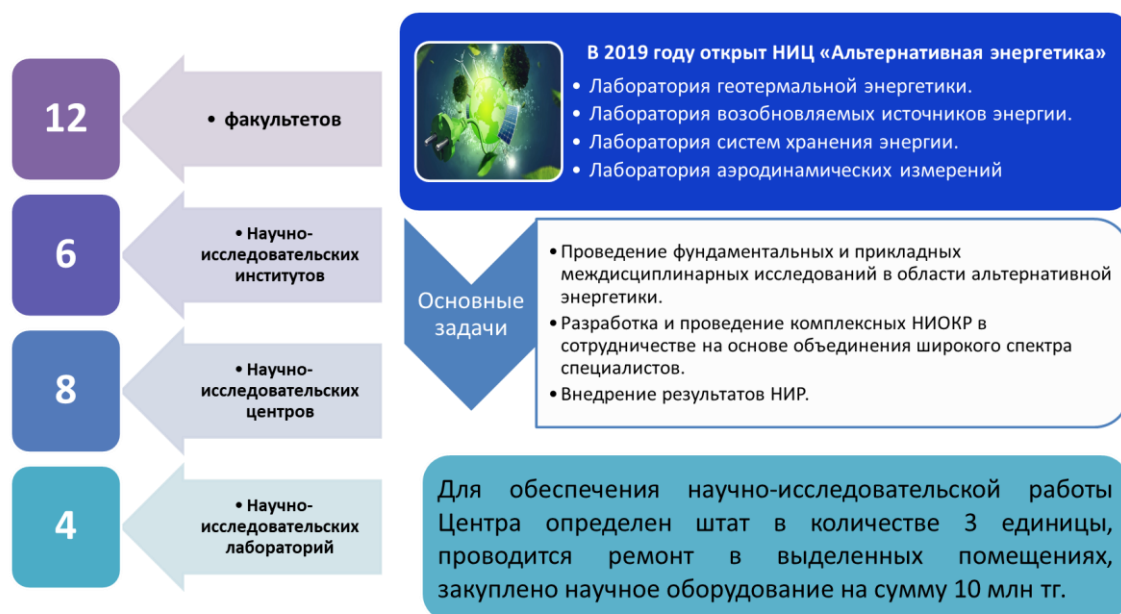 12
• факультетов
6
• Научно-
исследовательских
институтов
8
• Научно-
исследовательских
центров
4
• Научно-
исследовательских
лабораторий
В 2019 году открыт НИЦ «Альтернативная энергетика»
• Лаборатория геотермальной энергетики.
• Лаборатория возобновляемых источников энергии.
• Лаборатория систем хранения энергии.
• Лаборатория аэродинамических измерений
Основные
задачи
• Проведение фундаментальных и прикладных
междисциплинарных исследований в области альтернативной
энергетики.
• Разработка и проведение комплексных НИОКР в
сотрудничестве на основе объединения широкого спектра
специалистов.
• Внедрение результатов НИР.
Для обеспечения научно-исследовательской работы
Центра определен штат в количестве 3 единицы,
проводится ремонт в выделенных помещениях,
закуплено научное оборудование на сумму 10 млн тг.